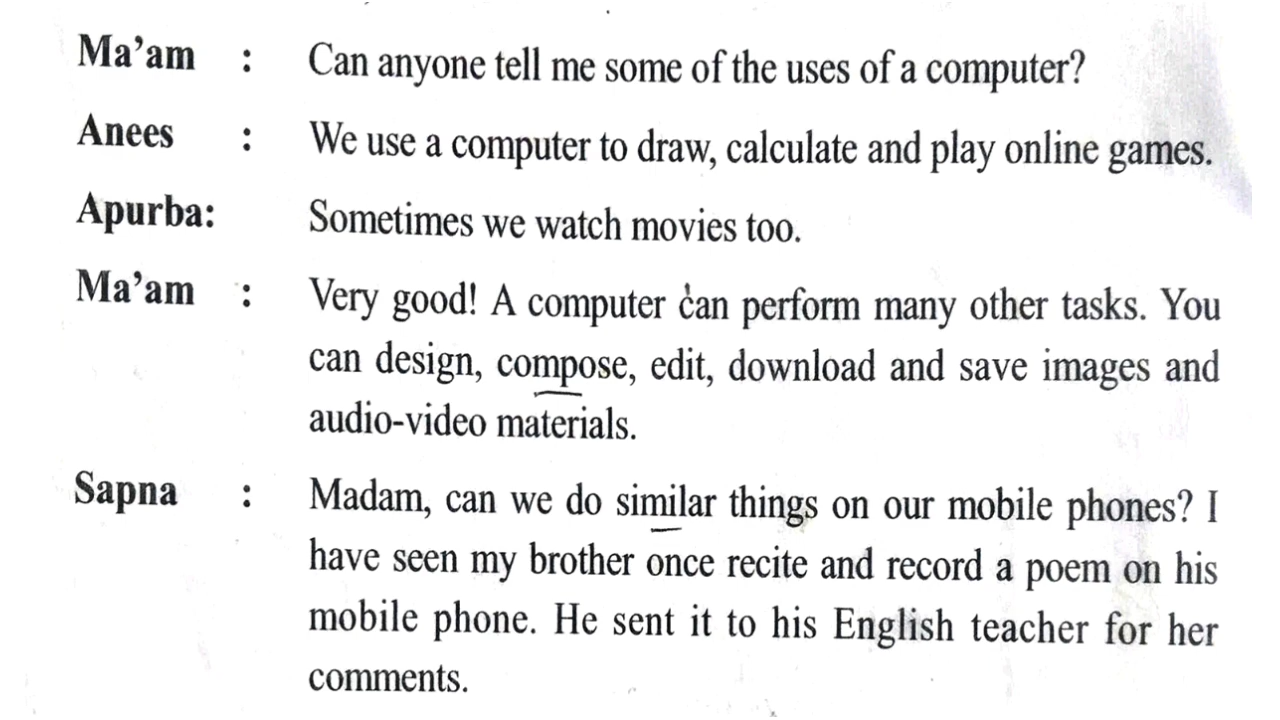 Ma’am : Can anyone tell me some of the uses of a computer?
Anees : We use a computer to draw, calculate and play online games.
Apurba: Sometimes we watch movies too.
Ma’am : Very good! A computer can perform many other tasks. You
can design, compose, edit, download and save images and
audio-video materials.
Sapna : Madam, can we do similar things on our mobile phones? I
have seen my brother once recite and record a poem on his
mobile phone. He sent it to his English teacher for her
comments.